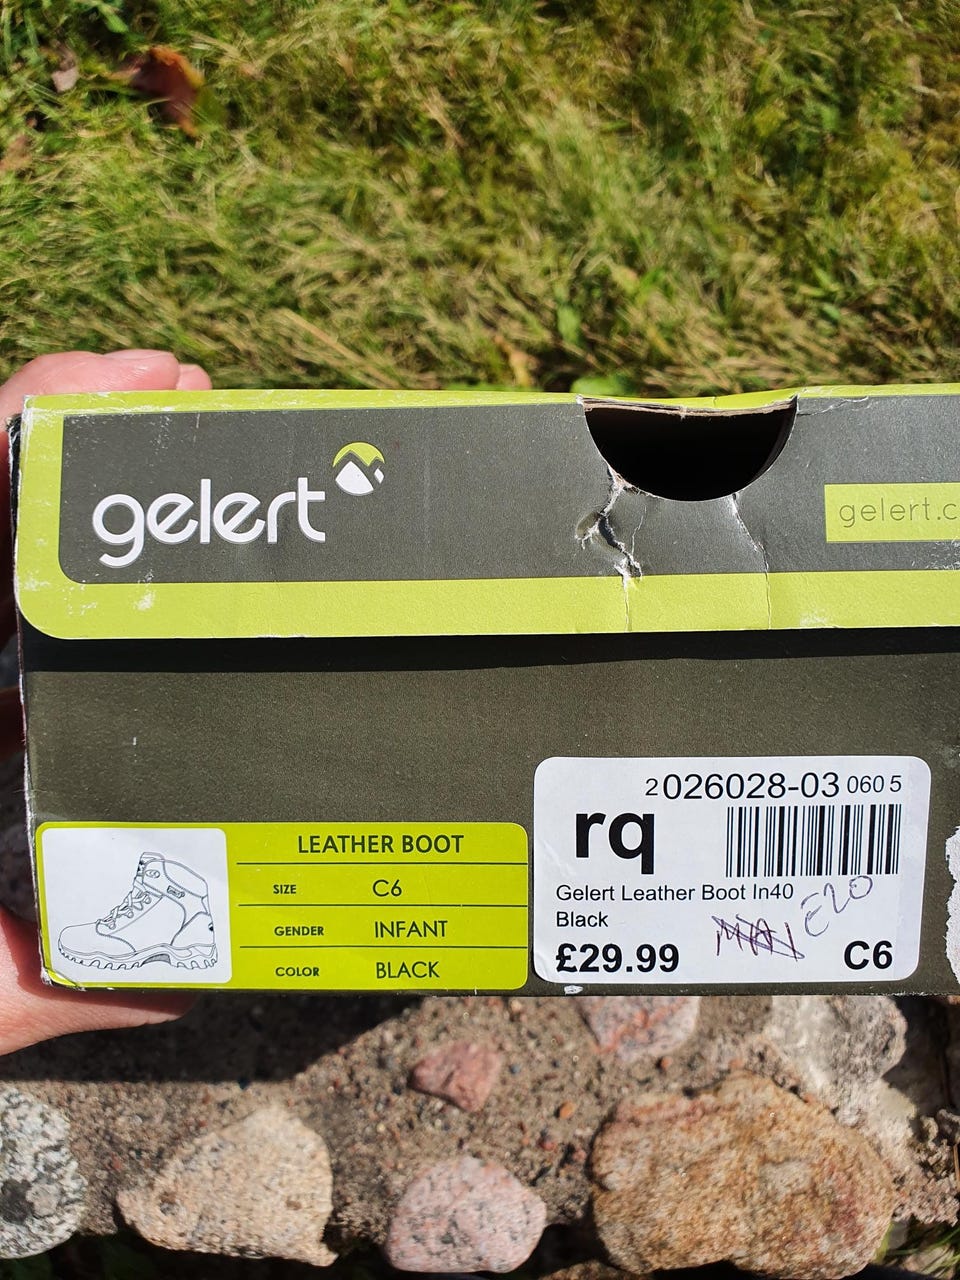 gelert
gelert.c
2026028-03 0605
rq
Gelert Leather Boot In40
Black
£29.99
C6
E20
LEATHER BOOT
SIZE C6
GENDER INFANT
COLOR BLACK